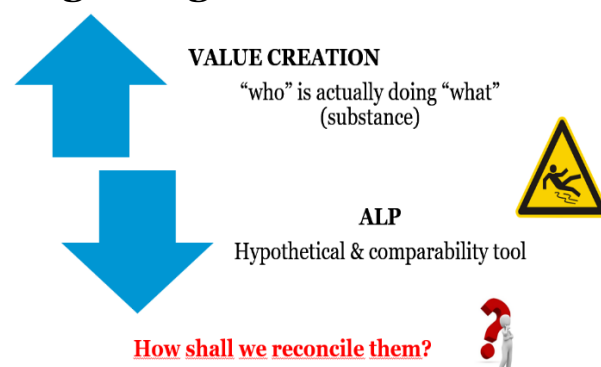 VALUE CREATION
“who” is actually doing “what”
(substance)
ALP
Hypothetical & comparability tool
How shall we reconcile them?